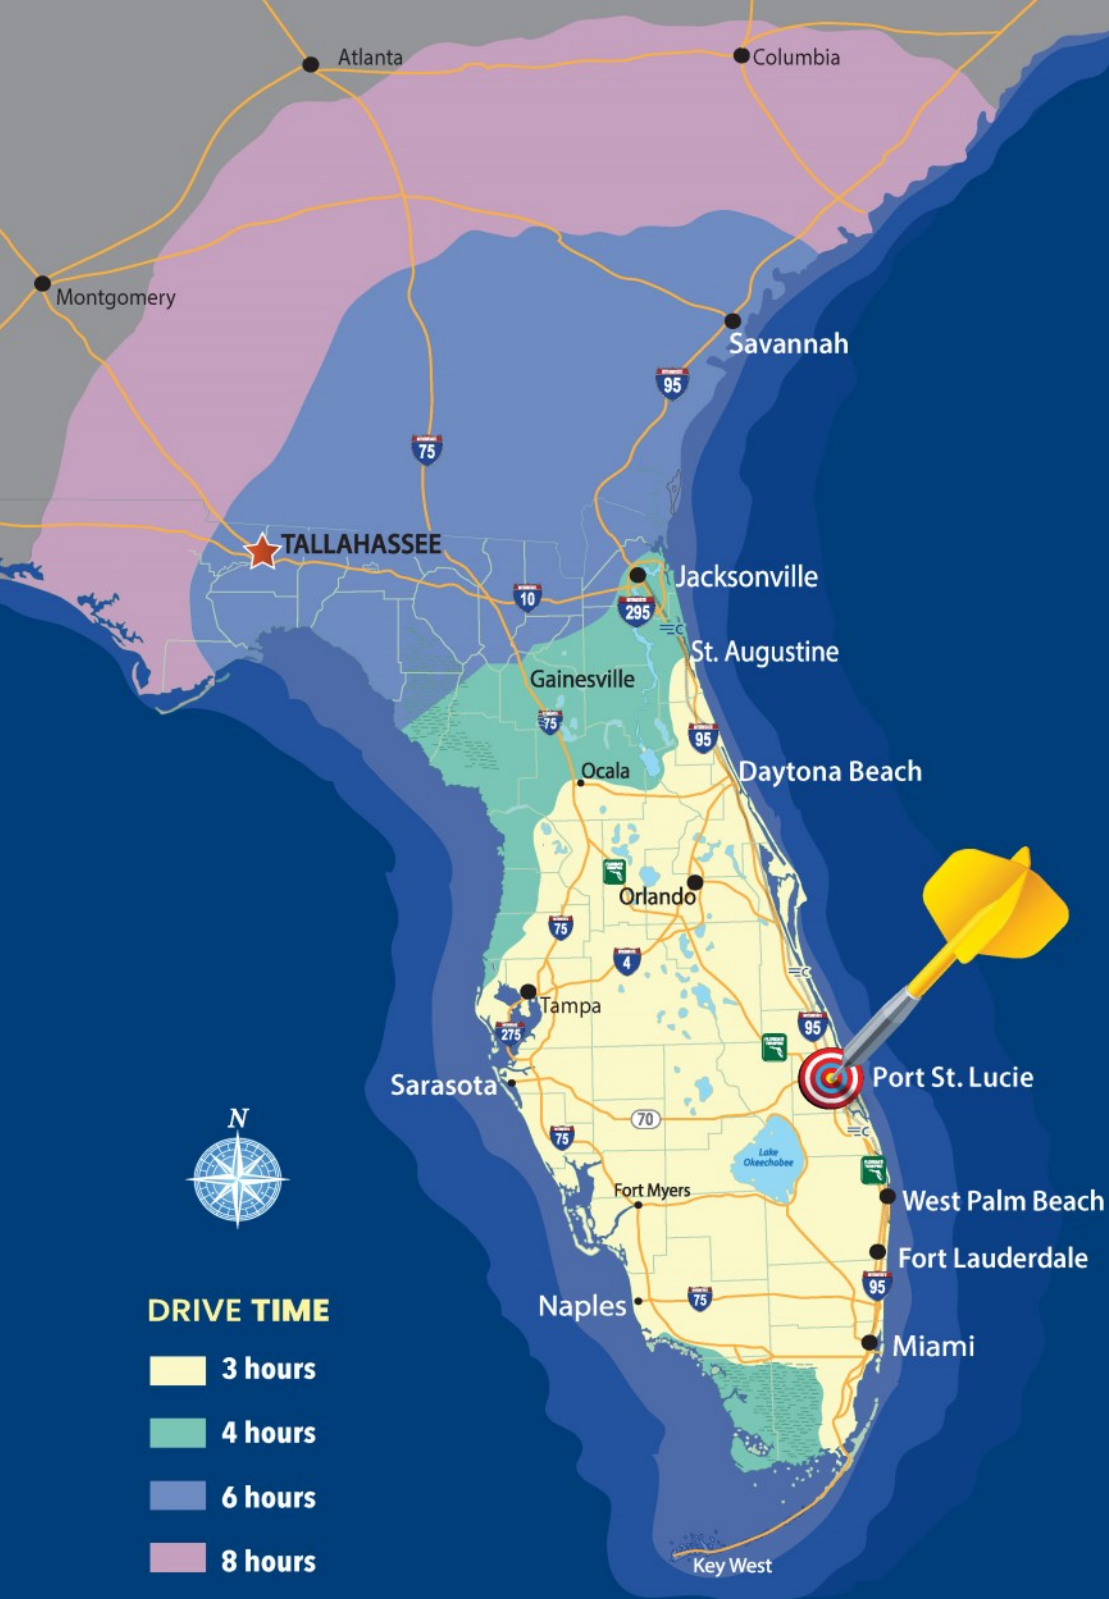 Atlanta
Columbia
Montgomery
Savannah
95
75
TALLAHASSEE
Jacksonville
10
295
St. Augustine
Gainesville
75
95
Ocala
Daytona Beach
Orlando
75
4
Tampa
95
275
Port St. Lucie
Sarasota
70
N
75
Lake
Okeechobee
Fort Myers
West Palm Beach
Fort Lauderdale
95
Naples
75
Miami
DRIVE TIME
3 hours
4 hours
6 hours
8 hours
Key West